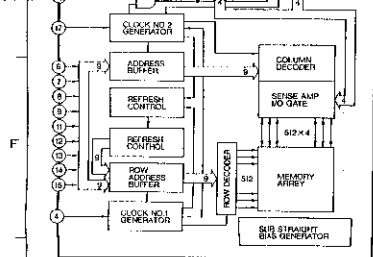 4
17
CLOCK NO.2
GENERATOR
6
7
8
9
11
12
13
14
15
4
9
ADDRESS
BUFFER
9
COLUMN
DECODER
SENSE AMP
I/O GATE
4
REFRESH
CONTROL
512×4
F
REFRESH
CONTROL
9
9
ROW
ADDRESS
BUFFER
9
ROW DECODER
512
MEMORY
ARRAY
CLOCK NO.1
GENERATOR
SUB STRAIGHT
BIAS GENERATOR